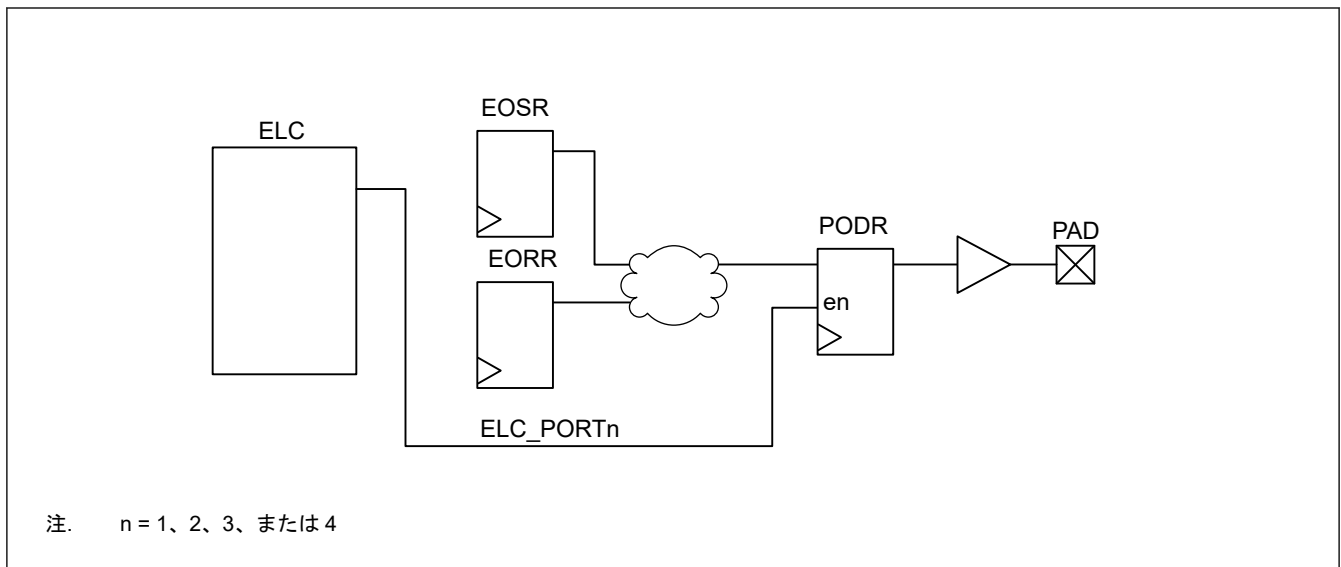 EOSR
ELC
PODR
PAD
EORR
en
ELC_PORTn
注. n = 1、2、3、または 4